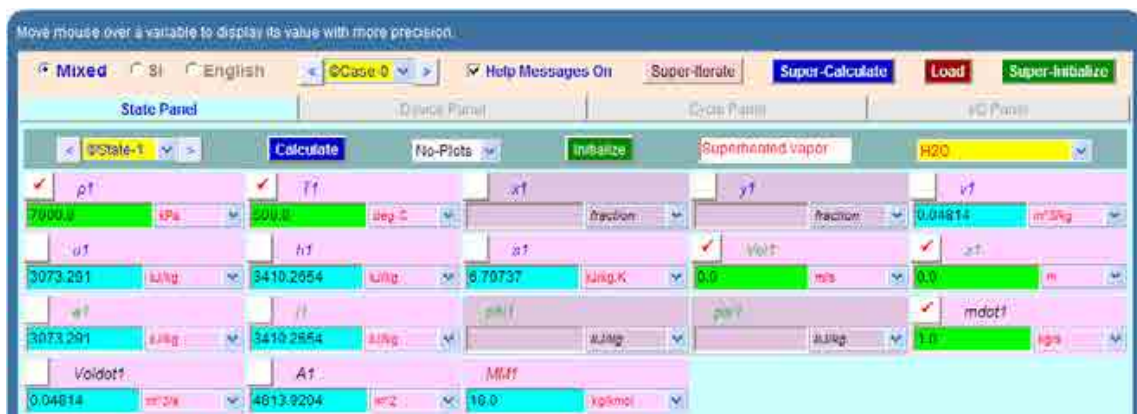 Move mouse over a variable to display its value with more precision.
Mixed SI English < ©Case-0 > Help Messages On Super-Iterate Super-Calculate Load Super-Initialize
State Panel Device Panel Cycle Panel I/O Panel
< ©State-1 > Calculate No-Plots Initialize Superheated vapor H2O
p1 T1 x1 y1 v1
7000.0 kPa 500.0 deg-C fraction fraction 0.04814 m^3/kg
u1 h1 s1 Vel1 z1
3073.291 kJ/kg 3410.2654 kJ/kg 6.79737 kJ/kg.K 0.0 m/s 0.0 m
e1 j1 phi1 psi1 mdot1
3073.291 kJ/kg 3410.2654 kJ/kg kJ/kg kJ/kg 1.0 kg/s
Voldot1 A1 MM1
0.04814 m^3/s 4813.9204 m^2 18.0 kg/kmol